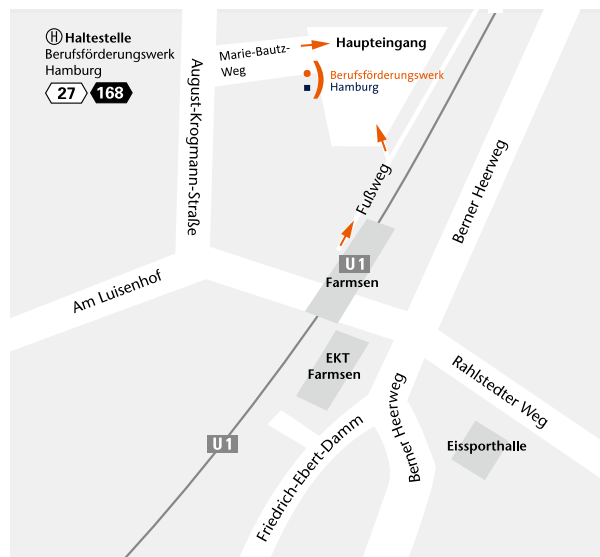 H Haltestelle
Berufsförderungswerk
Hamburg
27 168
Marie-Bautz-
Weg
Haupteingang
Berufsförderungswerk
Hamburg
August-Krogmann-Straße
Fußweg
Berner Heerweg
U1
Farmsen
Am Luisenhof
EKT
Farmsen
Rahlstedter Weg
Berner Heerweg
Eissporthalle
U1
Friedrich-Ebert-Damm